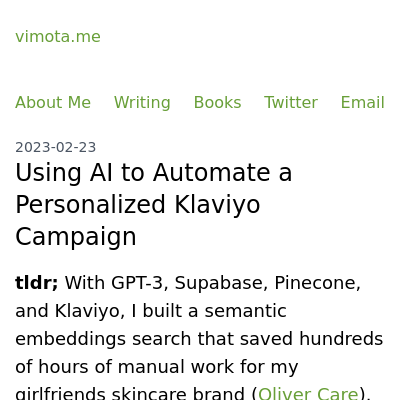 vimota.me
About Me Writing Books Twitter Email
2023-02-23
Using AI to Automate a
Personalized Klaviyo
Campaign
tldr; With GPT-3, Supabase, Pinecone,
and Klaviyo, I built a semantic
embeddings search that saved hundreds
of hours of manual work for my
girlfriends skincare brand (Oliver Care).